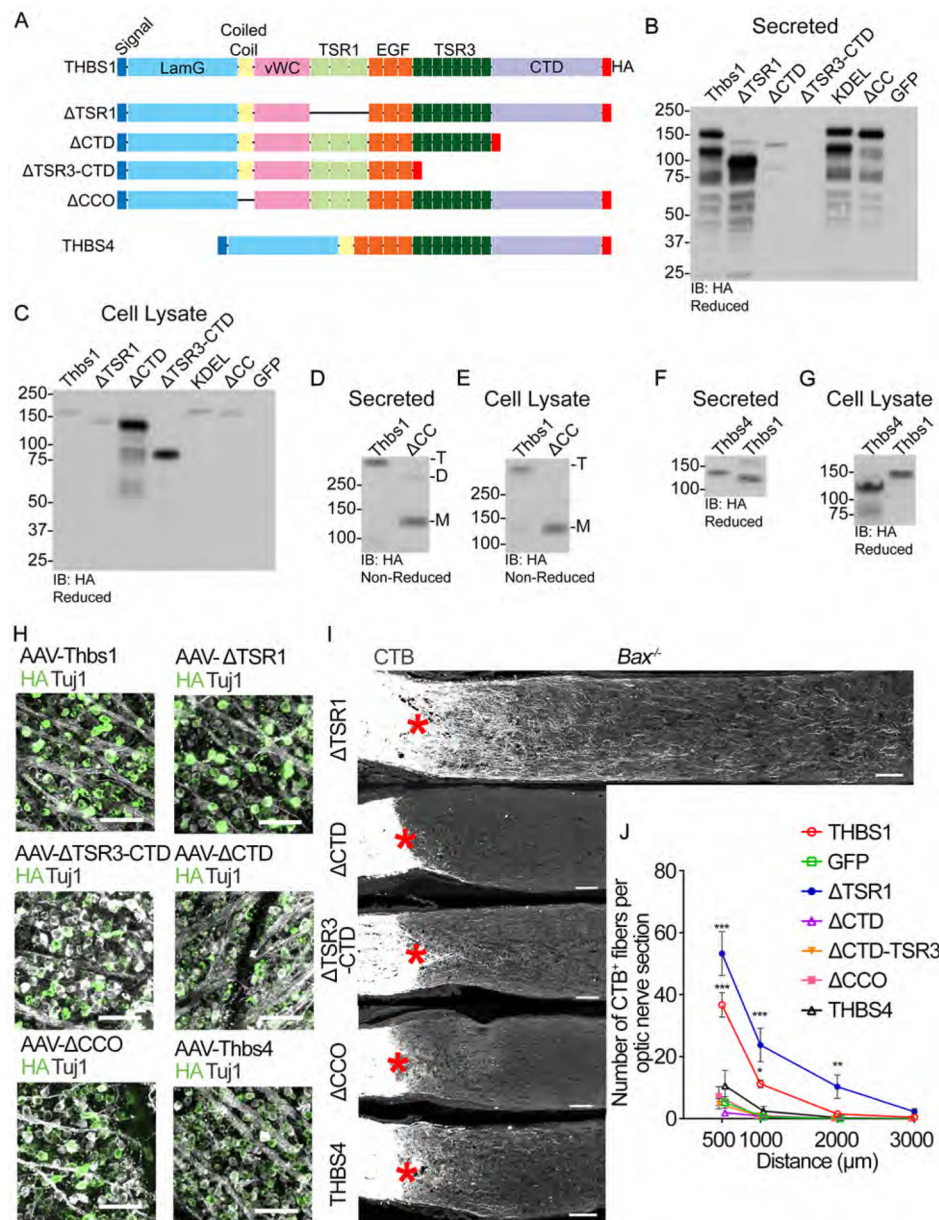 A
Signal
Coiled
Coil
TSR1
EGF
TSR3
THBS1
LamG
vWC
CTD
HA
ΔTSR1
ΔCTD
ΔTSR3-CTD
ΔCCO
THBS4
B
Secreted
Thbs1 ΔTSR1 ΔCTD ΔTSR3-CTD KDEL ΔCC GFP
250
150
100
75
50
37
25
IB: HA
Reduced
C
Cell Lysate
Thbs1 ΔTSR1 ΔCTD ΔTSR3-CTD KDEL ΔCC GFP
250
150
100
75
50
37
25
IB: HA
Reduced
D
Secreted
Thbs1 ΔCC
-T
-D
250
150
-M
100
IB: HA
Non-Reduced
E
Cell Lysate
Thbs1 ΔCC
-T
250
150
-M
100
IB: HA
Non-Reduced
F
Secreted
Thbs4 Thbs1
150
100
IB: HA
Reduced
G
Cell Lysate
Thbs4 Thbs1
150
100
75
IB: HA
Reduced
H
AAV-Thbs1
HA Tuj1
AAV- ΔTSR1
HA Tuj1
AAV-ΔTSR3-CTD
HA Tuj1
AAV-ΔCTD
HA Tuj1
AAV-ΔCCO
HA Tuj1
AAV-Thbs4
HA Tuj1
I
CTB
Bax-/-
ΔTSR1
*
ΔCTD
*
ΔTSR3
-CTD
*
ΔCCO
*
THBS4
*
J
THBS1
GFP
ΔTSR1
ΔCTD
ΔCTD-TSR3
ΔCCO
THBS4
Number of CTB+ fibers per
optic nerve section
80
60
40
20
0
***
***
***
*
**
500 1000 2000 3000
Distance (µm)